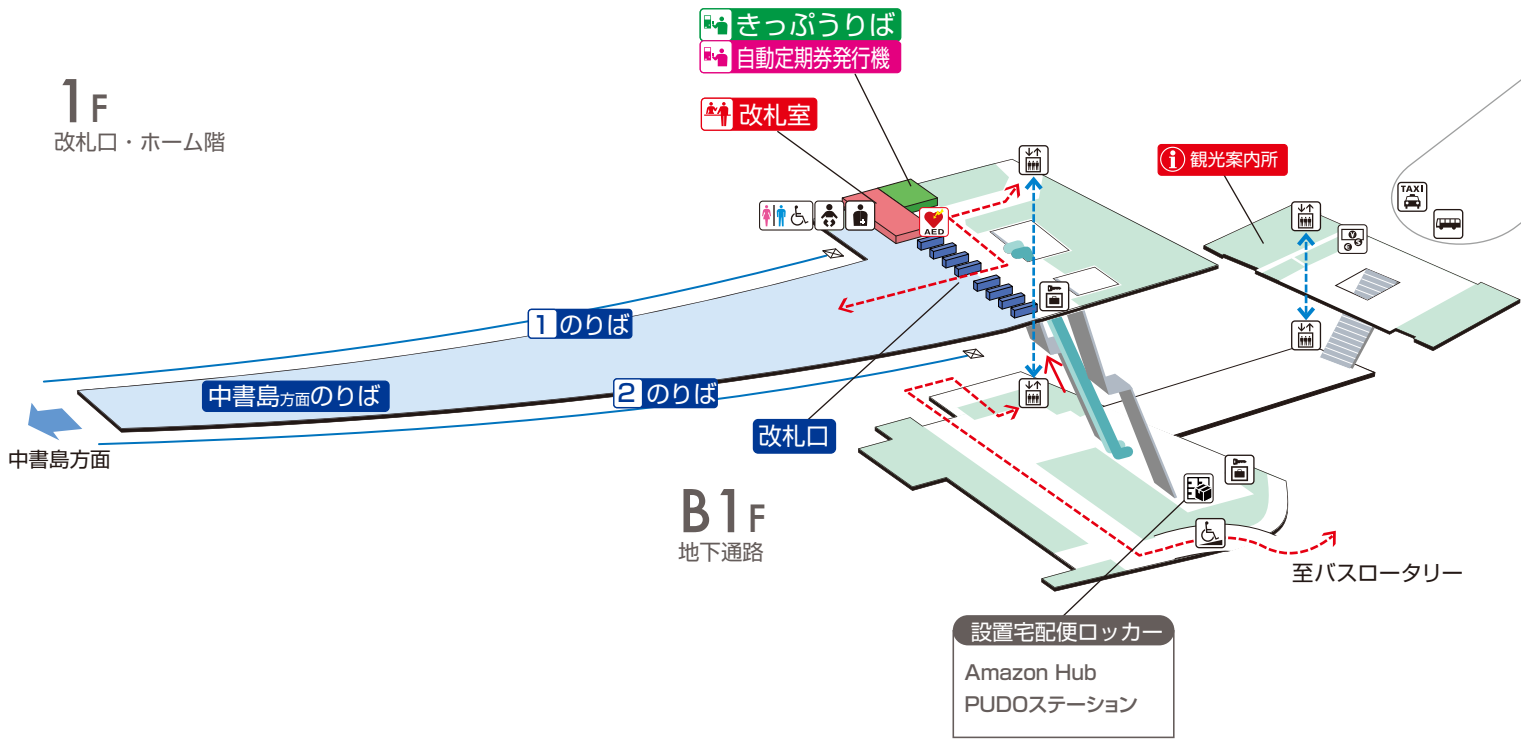 きっぷうりば
自動定期券発行機
1F
改札口・ホーム階
改札室
観光案内所
TAXI
AED
1 のりば
中書島方面のりば
2 のりば
改札口
中書島方面
B1F
地下通路
至バスロータリー
設置宅配便ロッカー
Amazon Hub
PUDOステーション